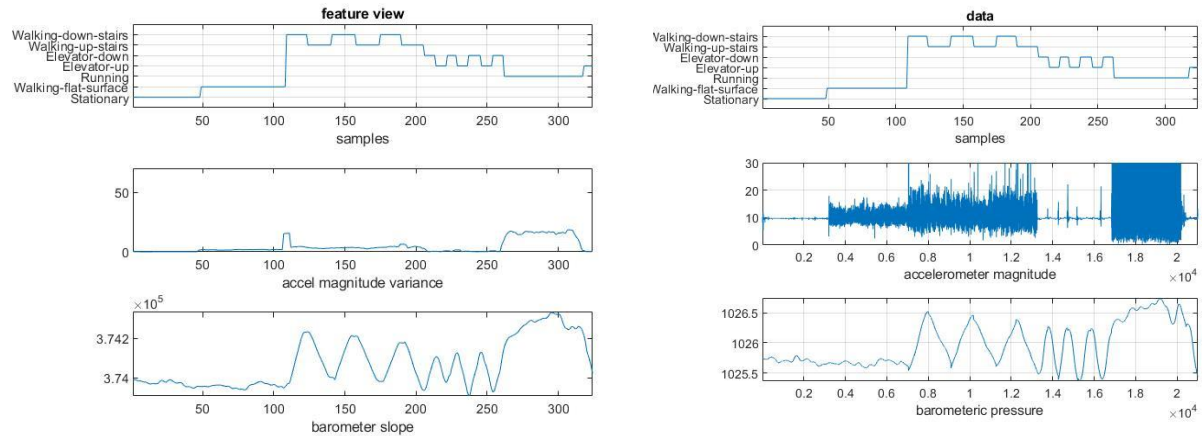 feature view
Walking-down-stairs
Walking-up-stairs
Elevator-down
Elevator-up
Running
Walking-flat-surface
Stationary
50 100 150 200 250 300
samples
50
0
50 100 150 200 250 300
accel magnitude variance
×10⁵
3.742
3.74
50 100 150 200 250 300
barometer slope
data
Walking-down-stairs
Walking-up-stairs
Elevator-down
Elevator-up
Running
Walking-flat-surface
Stationary
50 100 150 200 250 300
samples
30
20
10
0
0.2 0.4 0.6 0.8 1 1.2 1.4 1.6 1.8 2
accelerometer magnitude
×10⁴
1026.5
1026
1025.5
0.2 0.4 0.6 0.8 1 1.2 1.4 1.6 1.8 2
barometric pressure
×10⁴